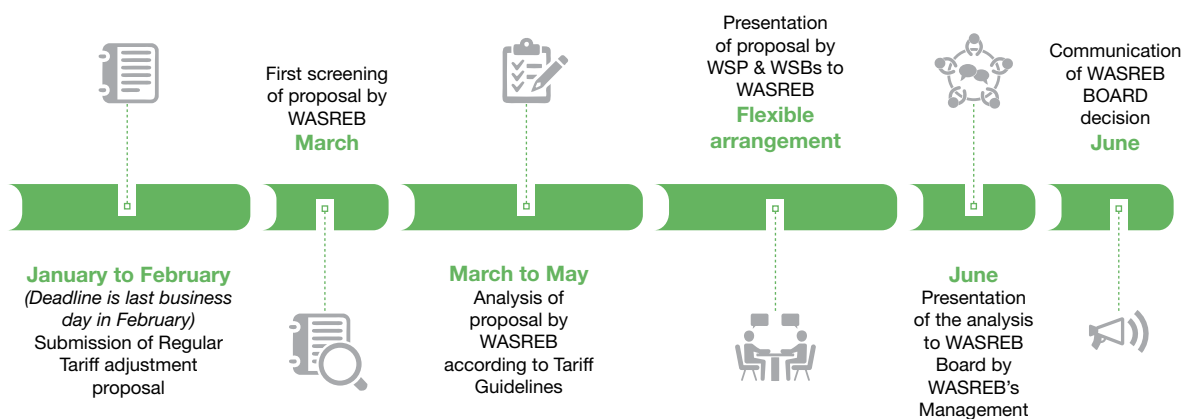 January to February
(Deadline is last business
day in February)
Submission of Regular
Tariff adjustment
proposal
First screening
of proposal by
WASREB
March
March to May
Analysis of
proposal by
WASREB
according to Tariff
Guidelines
Presentation
of proposal by
WSP & WSBs to
WASREB
Flexible
arrangement
June
Presentation
of the analysis
to WASREB
Board by
WASREB’s
Management
Communication
of WASREB
BOARD
decision
June